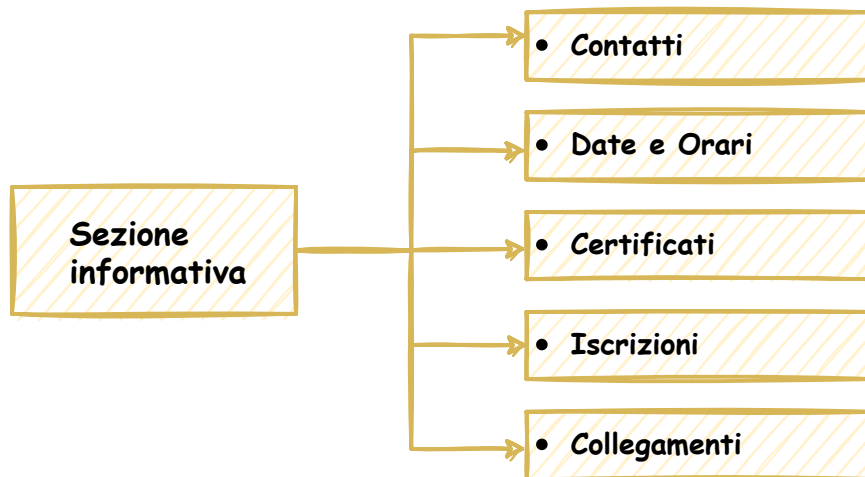 Sezione
informativa
• Contatti
• Date e Orari
• Certificati
• Iscrizioni
• Collegamenti